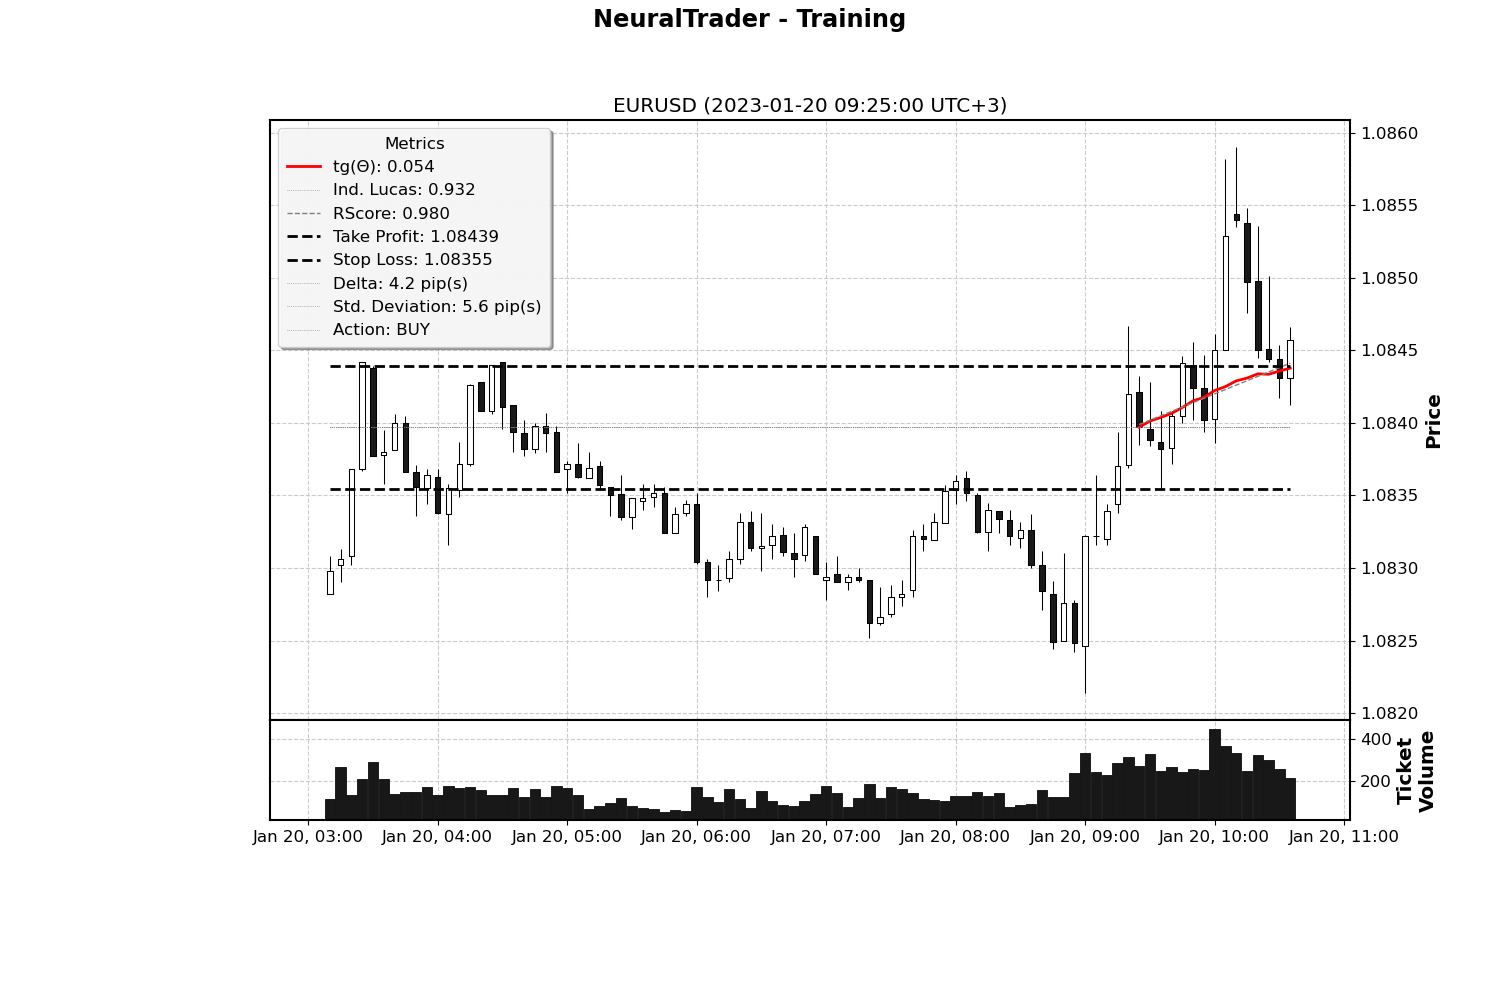 NeuralTrader - Training
EURUSD (2023-01-20 09:25:00 UTC+3)
Metrics
tg(Θ): 0.054
Ind. Lucas: 0.932
RScore: 0.980
Take Profit: 1.08439
Stop Loss: 1.08355
Delta: 4.2 pip(s)
Std. Deviation: 5.6 pip(s)
Action: BUY
1.0860
1.0855
1.0850
1.0845
1.0840
1.0835
1.0830
1.0825
1.0820
Price
400
200
Ticket
Volume
Jan 20, 03:00
Jan 20, 04:00
Jan 20, 05:00
Jan 20, 06:00
Jan 20, 07:00
Jan 20, 08:00
Jan 20, 09:00
Jan 20, 10:00
Jan 20, 11:00